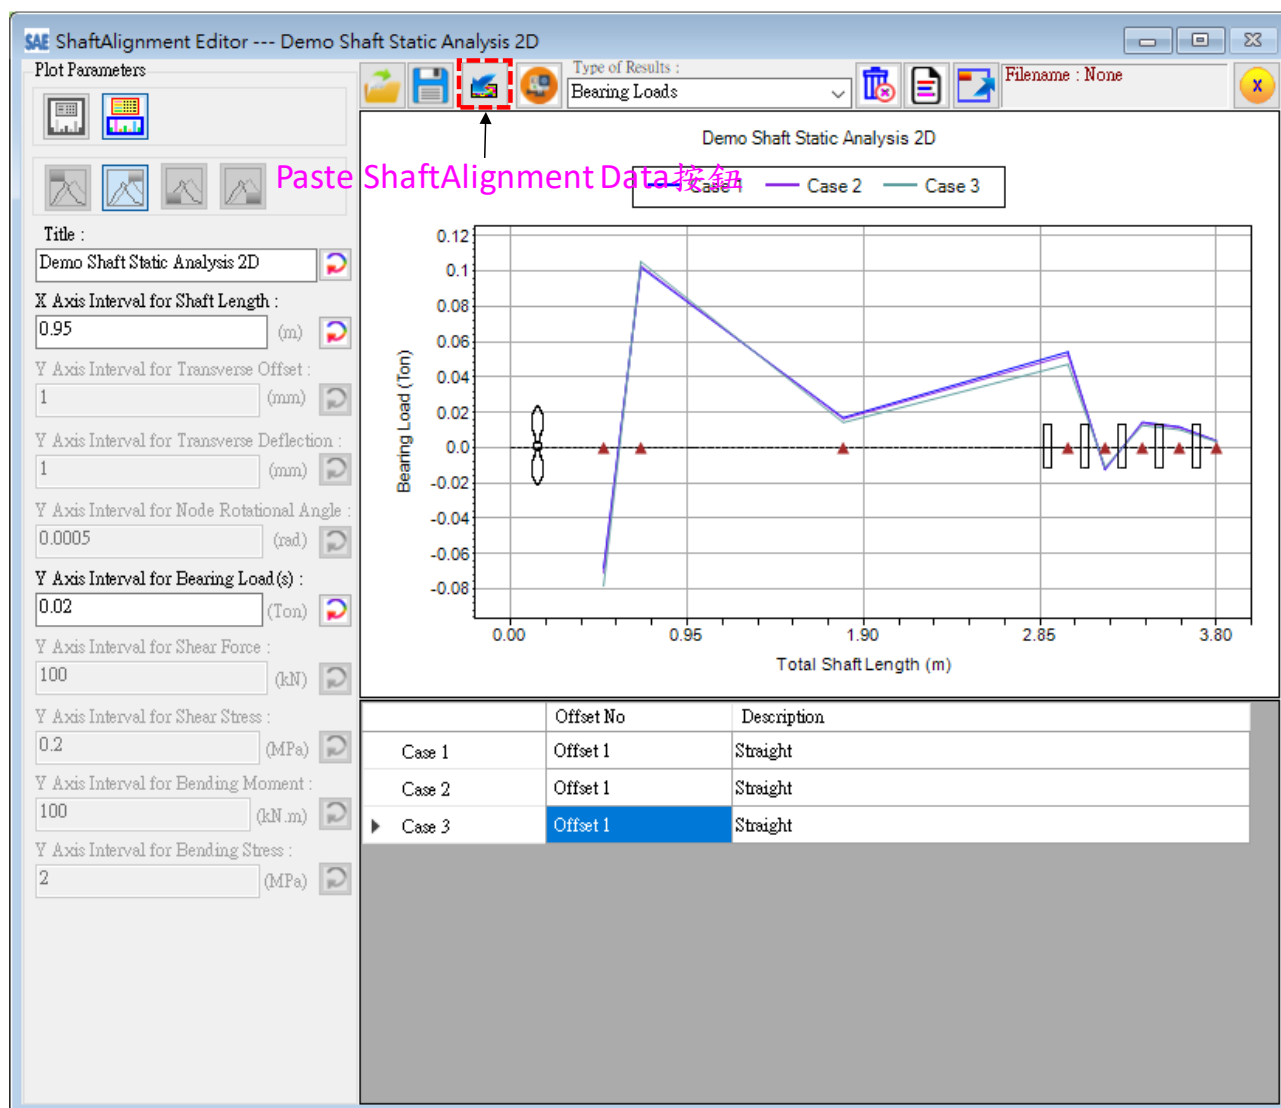 SAE ShaftAlignment Editor --- Demo Shaft Static Analysis 2D
Plot Parameters
Type of Results :
Bearing Loads
Filename : None
X
Paste ShaftAlignment Data按鈕
Title :
Demo Shaft Static Analysis 2D
X Axis Interval for Shaft Length :
0.95 (m)
Y Axis Interval for Transverse Offset :
1 (mm)
Y Axis Interval for Transverse Deflection :
1 (mm)
Y Axis Interval for Node Rotational Angle :
0.0005 (rad)
Y Axis Interval for Bearing Load(s) :
0.02 (Ton)
Y Axis Interval for Shear Force :
100 (kN)
Y Axis Interval for Shear Stress :
0.2 (MPa)
Y Axis Interval for Bending Moment :
100 (kN.m)
Y Axis Interval for Bending Stress :
2 (MPa)
Demo Shaft Static Analysis 2D
Case 1 Case 2 Case 3
Bearing Load (Ton)
0.12
0.1
0.08
0.06
0.04
0.02
0.0
-0.02
-0.04
-0.06
-0.08
0.00 0.95 1.90 2.85 3.80
Total Shaft Length (m)
Offset No Description
Case 1 Offset 1 Straight
Case 2 Offset 1 Straight
Case 3 Offset 1 Straight